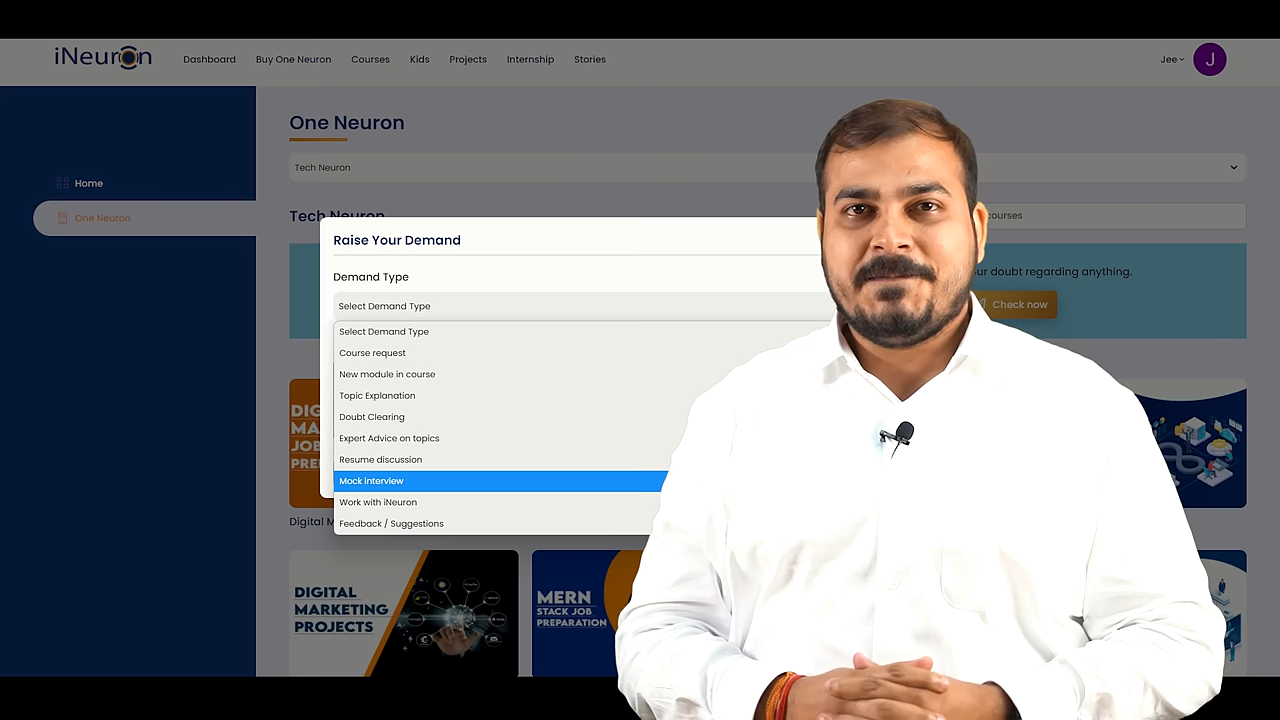 iNeuron
Dashboard Buy One Neuron Courses Kids Projects Internship Stories
Jee
J
Home
One Neuron
One Neuron
Tech Neuron
Tech Neuron
courses
Raise Your Demand
Demand Type
Select Demand Type
Select Demand Type
Course request
New module in course
Topic Explanation
Doubt Clearing
Expert Advice on topics
Resume discussion
Mock interview
Work with iNeuron
Feedback / Suggestions
doubt regarding anything.
Check now
Digital
DIGITAL
MARKETING
PROJECTS
MERN
STACK JOB
PREPARATION